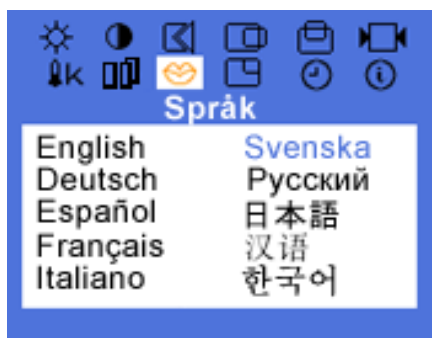 K
Språk
English Svenska
Deutsch Русский
Español 日本語
Français 汉语
Italiano 한국어